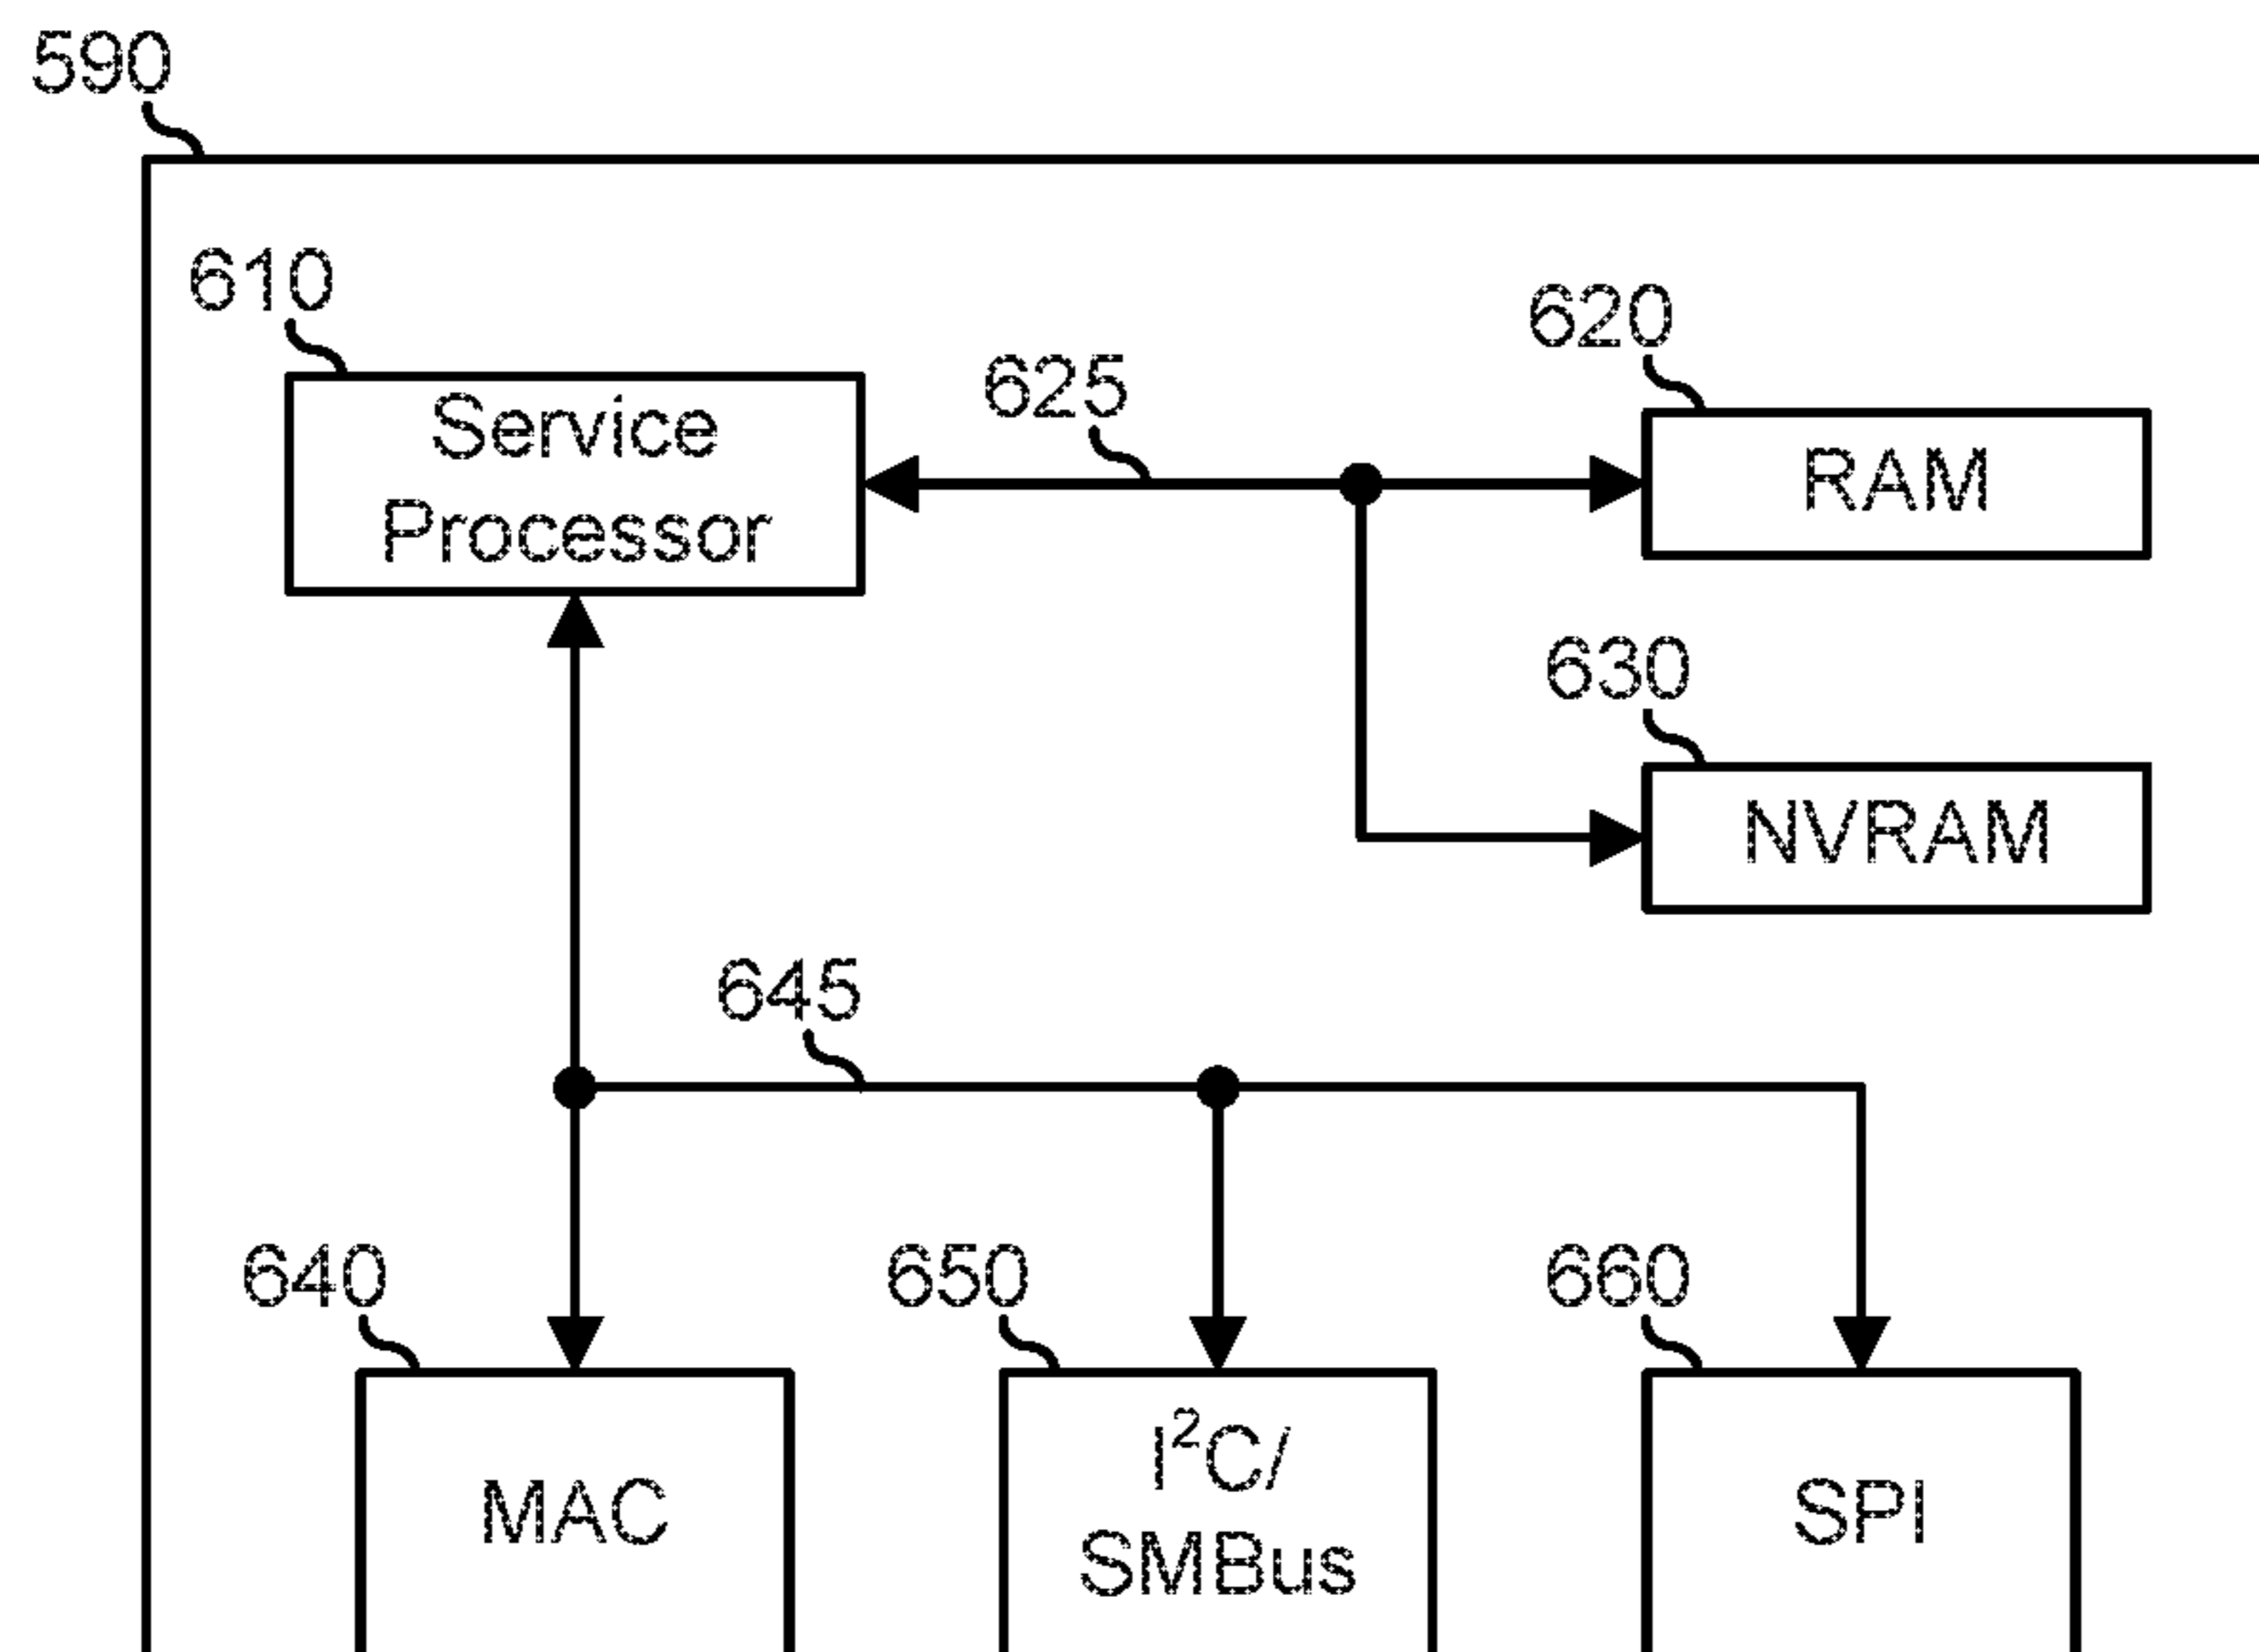 590
610
620
625
Service
Processor
RAM
630
NVRAM
645
640
650
660
MAC
I²C/
SMBus
SPI